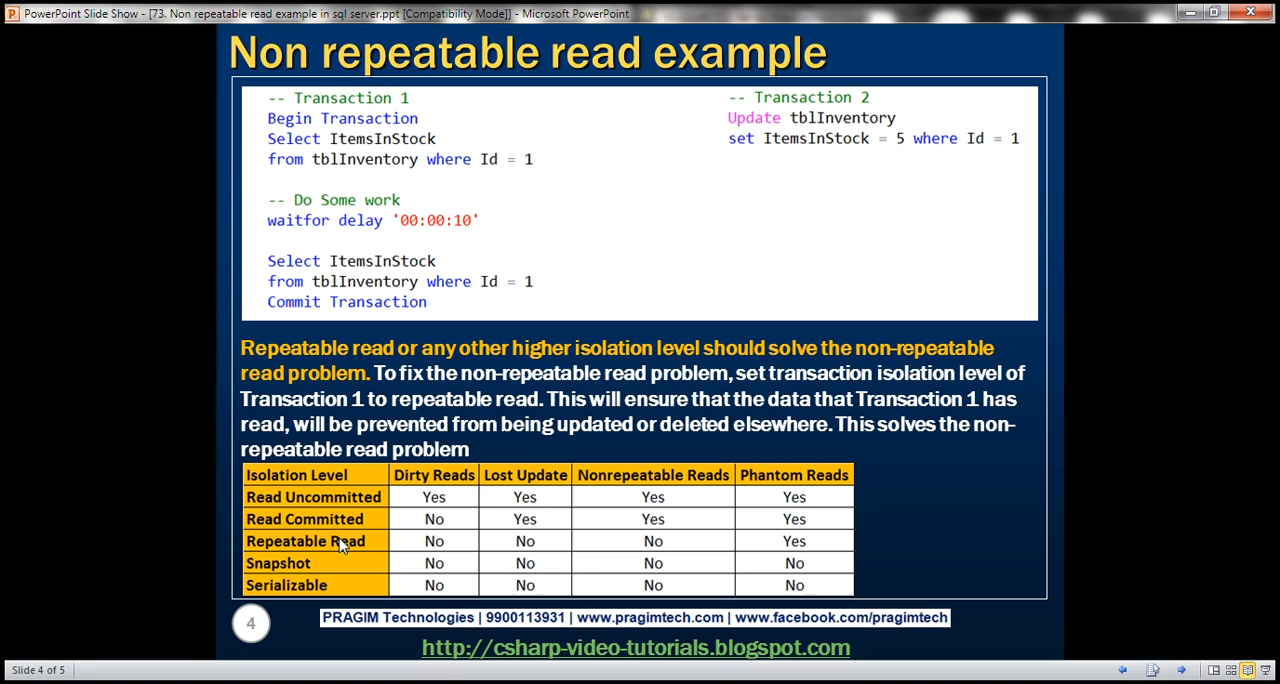 PowerPoint Slide Show - [73. Non repeatable read example in sql server.ppt [Compatibility Mode]] - Microsoft PowerPoint
Non repeatable read example
-- Transaction 1
Begin Transaction
Select ItemsInStock
from tblInventory where Id = 1
-- Do Some work
waitfor delay '00:00:10'
Select ItemsInStock
from tblInventory where Id = 1
Commit Transaction
-- Transaction 2
Update tblInventory
set ItemsInStock = 5 where Id = 1
Repeatable read or any other higher isolation level should solve the non-repeatable
read problem. To fix the non-repeatable read problem, set transaction isolation level of
Transaction 1 to repeatable read. This will ensure that the data that Transaction 1 has
read, will be prevented from being updated or deleted elsewhere. This solves the non-
repeatable read problem
Isolation Level Dirty Reads Lost Update Nonrepeatable Reads Phantom Reads
Read Uncommitted Yes Yes Yes Yes
Read Committed No Yes Yes Yes
Repeatable Read No No No Yes
Snapshot No No No No
Serializable No No No No
4
PRAGIM Technologies | 9900113931 | www.pragimtech.com | www.facebook.com/pragimtech
http://csharp-video-tutorials.blogspot.com
Slide 4 of 5